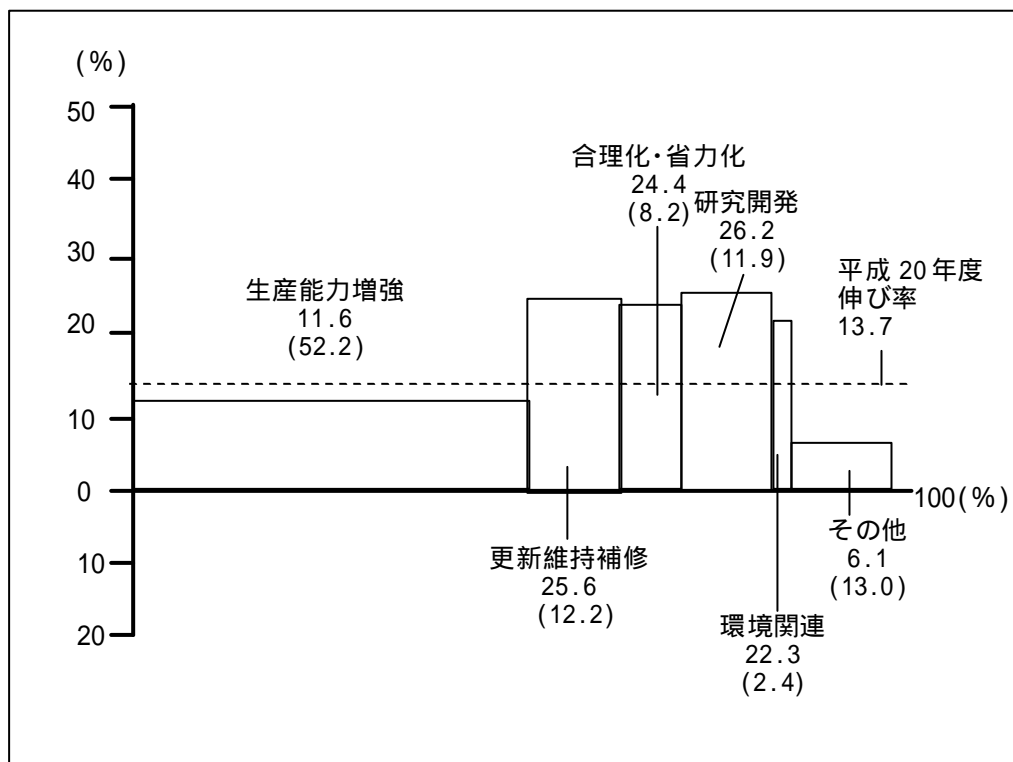 (%)
50
40
30
20
10
0
10
20
合理化・省力化
24.4
(8.2)
研究開発
26.2
(11.9)
平成20年度
伸び率
13.7
生産能力増強
11.6
(52.2)
100(%)
更新維持補修
25.6
(12.2)
その他
6.1
(13.0)
環境関連
22.3
(2.4)